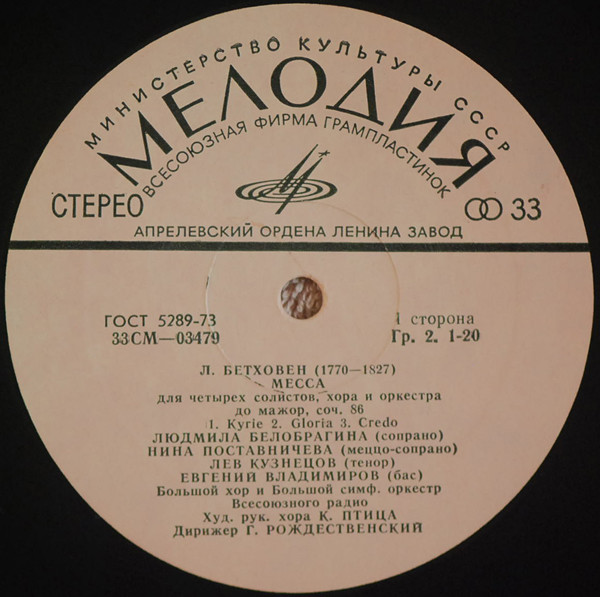 МИНИСТЕРСТВО КУЛЬТУРЫ СССР
МЕЛОДИЯ
ВСЕСОЮЗНАЯ ФИРМА ГРАМПЛАСТИНОК
СТЕРЕО
33
АПРЕЛЕВСКИЙ ОРДЕНА ЛЕНИНА ЗАВОД
ГОСТ 5289-73
1 сторона
33СМ—03479
Гр. 2. 1-20
Л. БЕТХОВЕН (1770—1827)
МЕССА
для четырех солистов, хора и оркестра
до мажор, соч. 86
1. Kyrie 2. Gloria 3. Credo
ЛЮДМИЛА БЕЛОБРАГИНА (сопрано)
НИНА ПОСТАВНИЧЕВА (меццо-сопрано)
ЛЕВ КУЗНЕЦОВ (тенор)
ЕВГЕНИЙ ВЛАДИМИРОВ (бас)
Большой хор и Большой симф. оркестр
Всесоюзного радио
Худ. рук. хора К. ПТИЦА
Дирижер Г. РОЖДЕСТВЕНСКИЙ